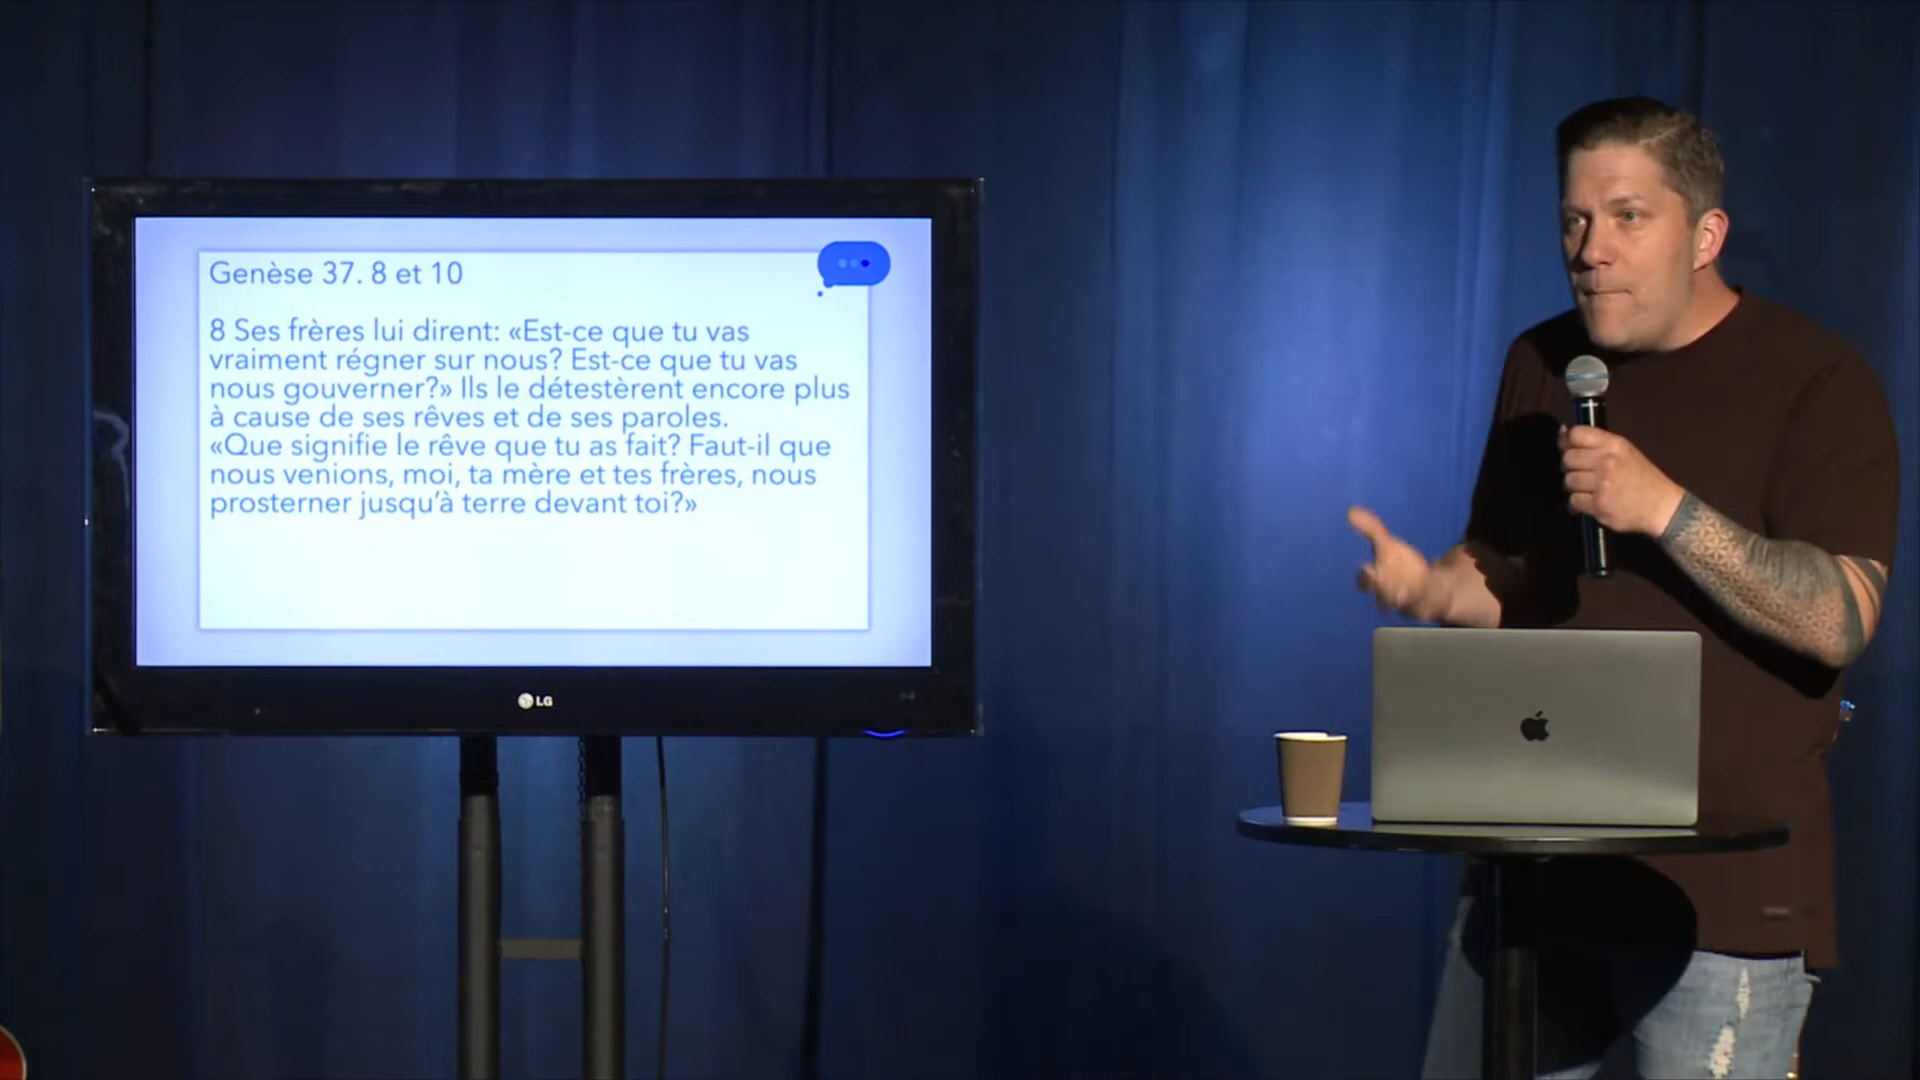 Genèse 37. 8 et 10
8 Ses frères lui dirent: «Est-ce que tu vas
vraiment régner sur nous? Est-ce que tu vas
nous gouverner?» Ils le détestèrent encore plus
à cause de ses rêves et de ses paroles.
«Que signifie le rêve que tu as fait? Faut-il que
nous venions, moi, ta mère et tes frères, nous
prosterner jusqu'à terre devant toi?»
LG